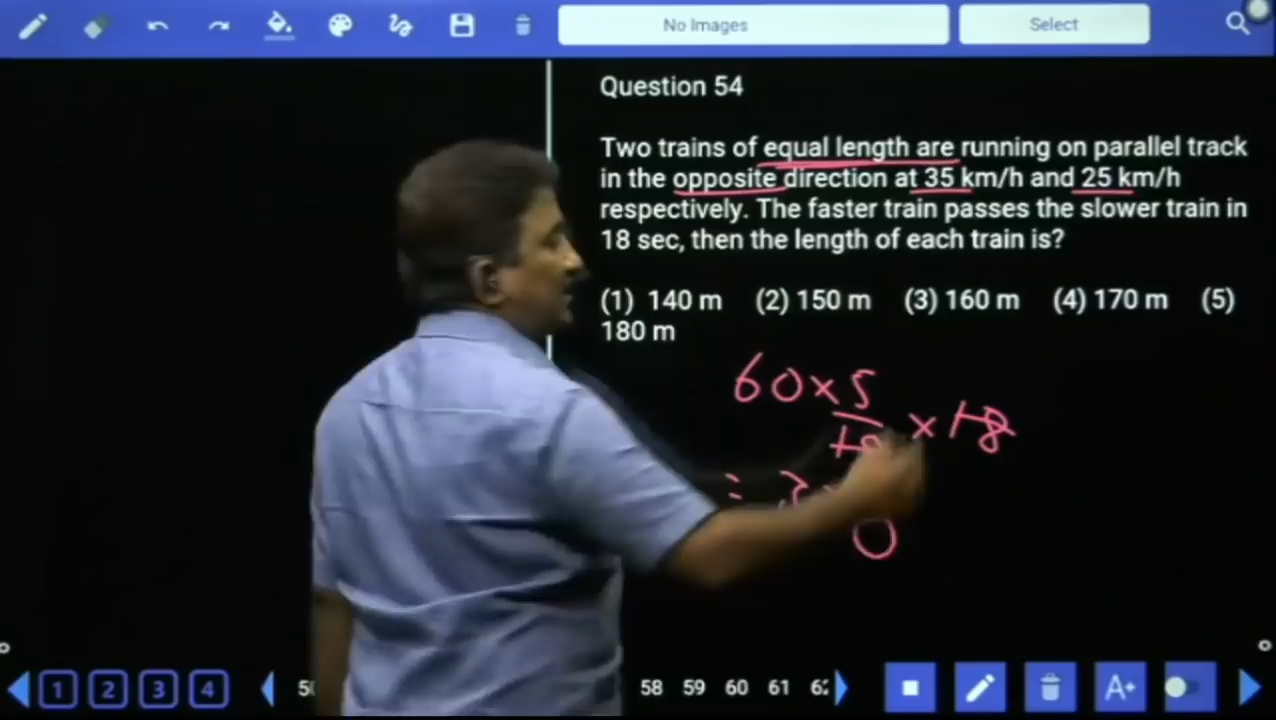 No Images
Select
Question 54
Two trains of equal length are running on parallel track
in the opposite direction at 35 km/h and 25 km/h
respectively. The faster train passes the slower train in
18 sec, then the length of each train is?
(1) 140 m (2) 150 m (3) 160 m (4) 170 m (5)
180 m
60 × 5
18 × 18
0
1 2 3 4 58 59 60 61 A+